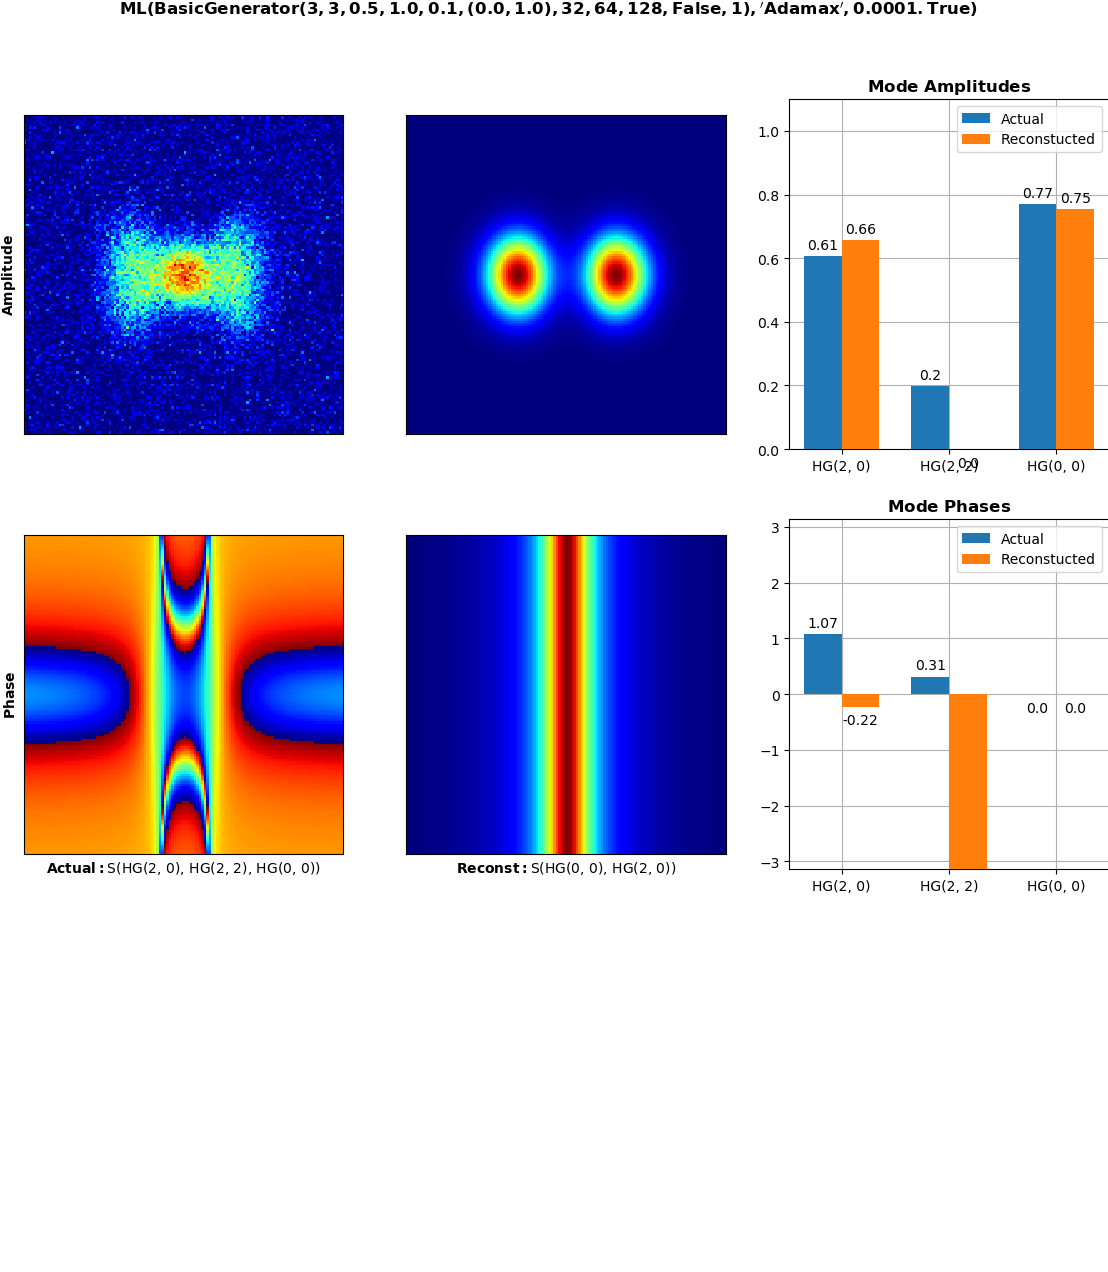 ML(BasicGenerator(3, 3, 0.5, 1.0, 0.1, (0.0, 1.0), 32, 64, 128, False, 1), ′Adamax′, 0.0001. True)
Amplitude
Mode Amplitudes
Actual
Reconstucted
1.0
0.8
0.6
0.4
0.2
0.0
0.61
0.66
0.2
0.0
0.77
0.75
HG(2, 0)
HG(2, 2)
HG(0, 0)
Phase
Actual: S(HG(2, 0), HG(2, 2), HG(0, 0))
Reconst: S(HG(0, 0), HG(2, 0))
Mode Phases
Actual
Reconstucted
3
2
1
0
−1
−2
−3
1.07
-0.22
0.31
0.0
0.0
HG(2, 0)
HG(2, 2)
HG(0, 0)